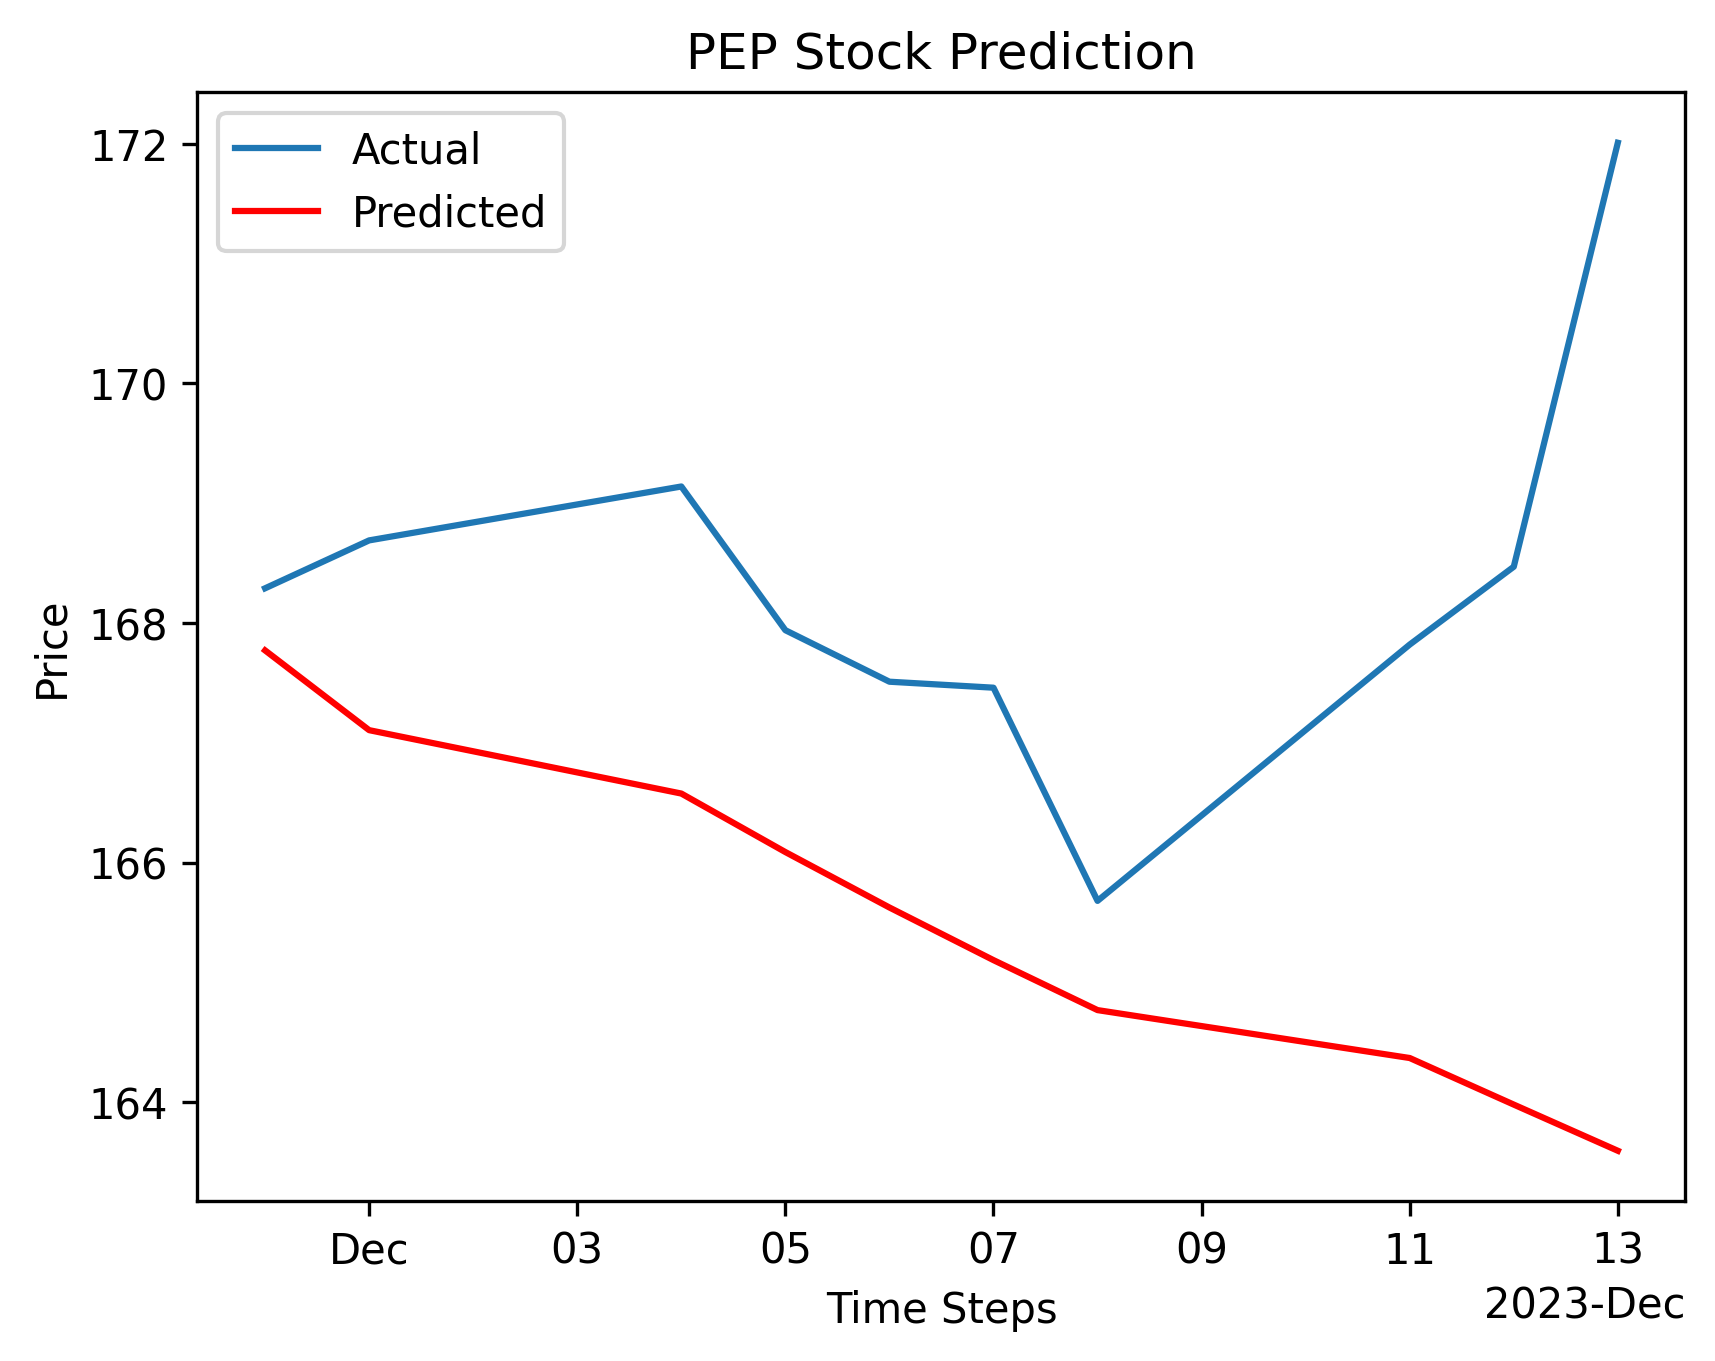 PEP Stock Prediction
Actual
Predicted
172
170
168
166
164
Price
Dec 03 05 07 09 11 13
2023-Dec
Time Steps